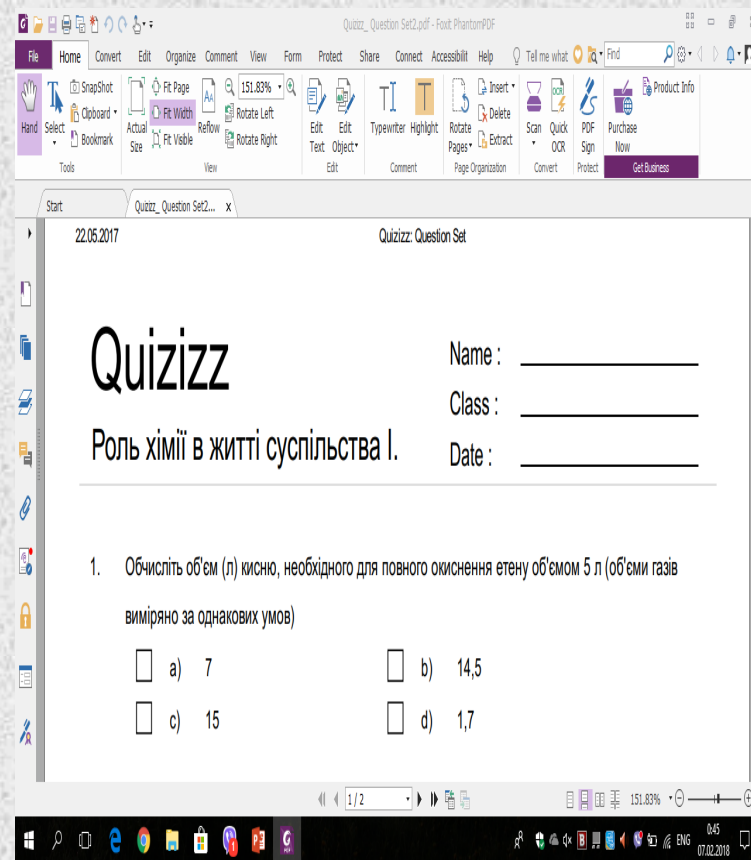 Quizizz_ Question Set2.pdf - Foxit PhantomPDF
File Home Convert Edit Organize Comment View Form Protect Share Connect Accessibilit Help Tell me what Find
Hand
Select
SnapShot
Clipboard
Bookmark
Tools
Actual Size
Fit Page
Fit Width
Fit Visible
Reflow
151.83%
Rotate Left
Rotate Right
View
Edit Text
Edit Object
Edit
Typewriter
Highlight
Comment
Rotate Pages
Insert
Delete
Extract
Page Organization
Scan
Quick OCR
Convert
PDF Sign
Protect
Purchase Now
Product Info
Get Business
Start Quizizz_ Question Set2... x
22.05.2017 Quizizz: Question Set
Quizizz
Роль хімії в житті суспільства I.
Name :
Class :
Date :
1. Обчисліть об'єм (л) кисню, необхідного для повного окиснення етену об'ємом 5 л (об'єми газів
виміряно за однакових умов)
a) 7 b) 14,5
c) 15 d) 1,7
1 / 2 151.83%
ENG 0:45
07.02.2018